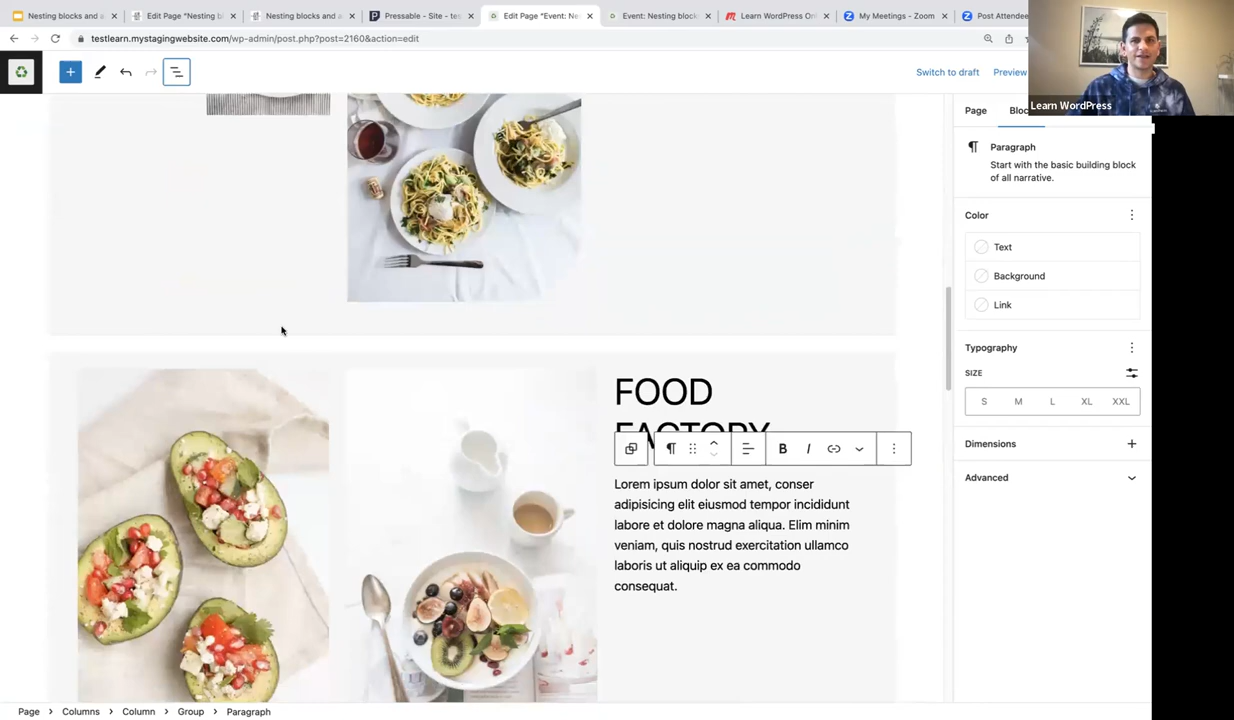 Nesting blocks and a
Edit Page "Nesting bl
Nesting blocks and a
Pressable - Site - tes
Edit Page "Event: Ne
Event: Nesting block
Learn WordPress On
My Meetings - Zoom
Post Attendee
testlearn.mystagingwebsite.com/wp-admin/post.php?post=2160&action=edit
Switch to draft
Preview
Learn WordPress
Page
Bloc
Paragraph
Start with the basic building block
of all narrative.
Color
Text
Background
Link
Typography
SIZE
S M L XL XXL
Dimensions
Advanced
FOOD
FACTORY
B I
Lorem ipsum dolor sit amet, conser
adipisicing elit eiusmod tempor incididunt
labore et dolore magna aliqua. Elim minim
veniam, quis nostrud exercitation ullamco
laboris ut aliquip ex ea commodo
consequat.
Page > Columns > Column > Group > Paragraph